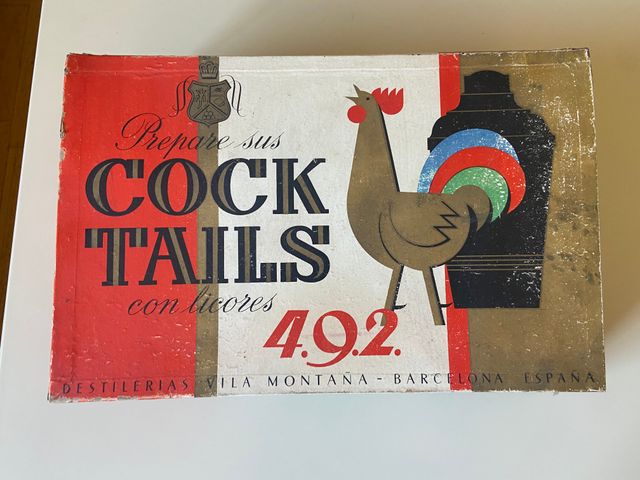 Prepare sus
COCK
TAILS
con licores
4.9.2.
DESTILERIAS VILA MONTAÑA - BARCELONA ESPAÑA